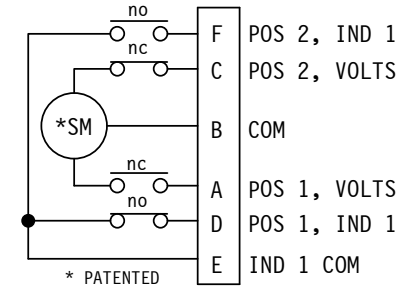 no
F POS 2, IND 1
nc
C POS 2, VOLTS
*SM
B COM
nc
A POS 1, VOLTS
no
D POS 1, IND 1
E IND 1 COM
* PATENTED